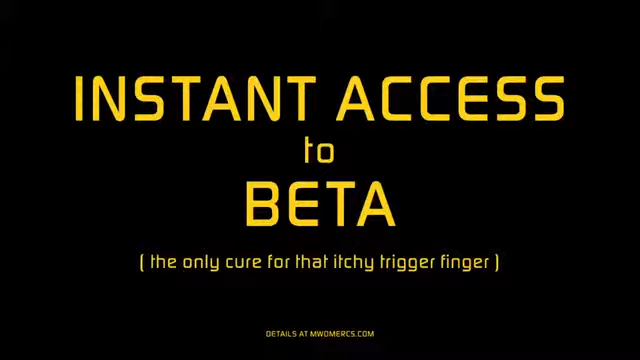 INSTANT ACCESS
to
BETA
( the only cure for that itchy trigger finger )
DETAILS AT MWOMERCS.COM